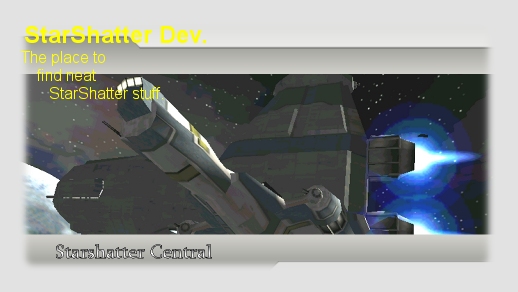 StarShatter Dev.
The place to
find neat
StarShatter stuff
Starshatter Central